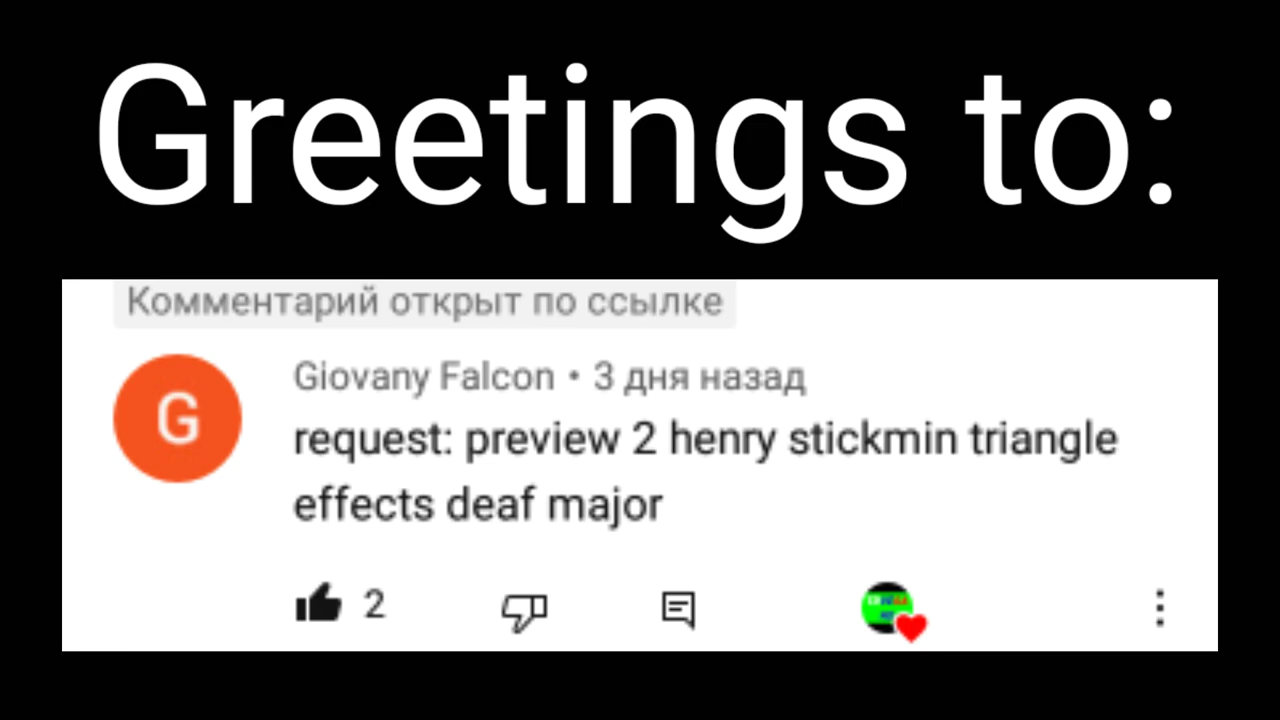 Greetings to:
Комментарий открыт по ссылке
G
Giovany Falcon • 3 дня назад
request: preview 2 henry stickmin triangle
effects deaf major
2